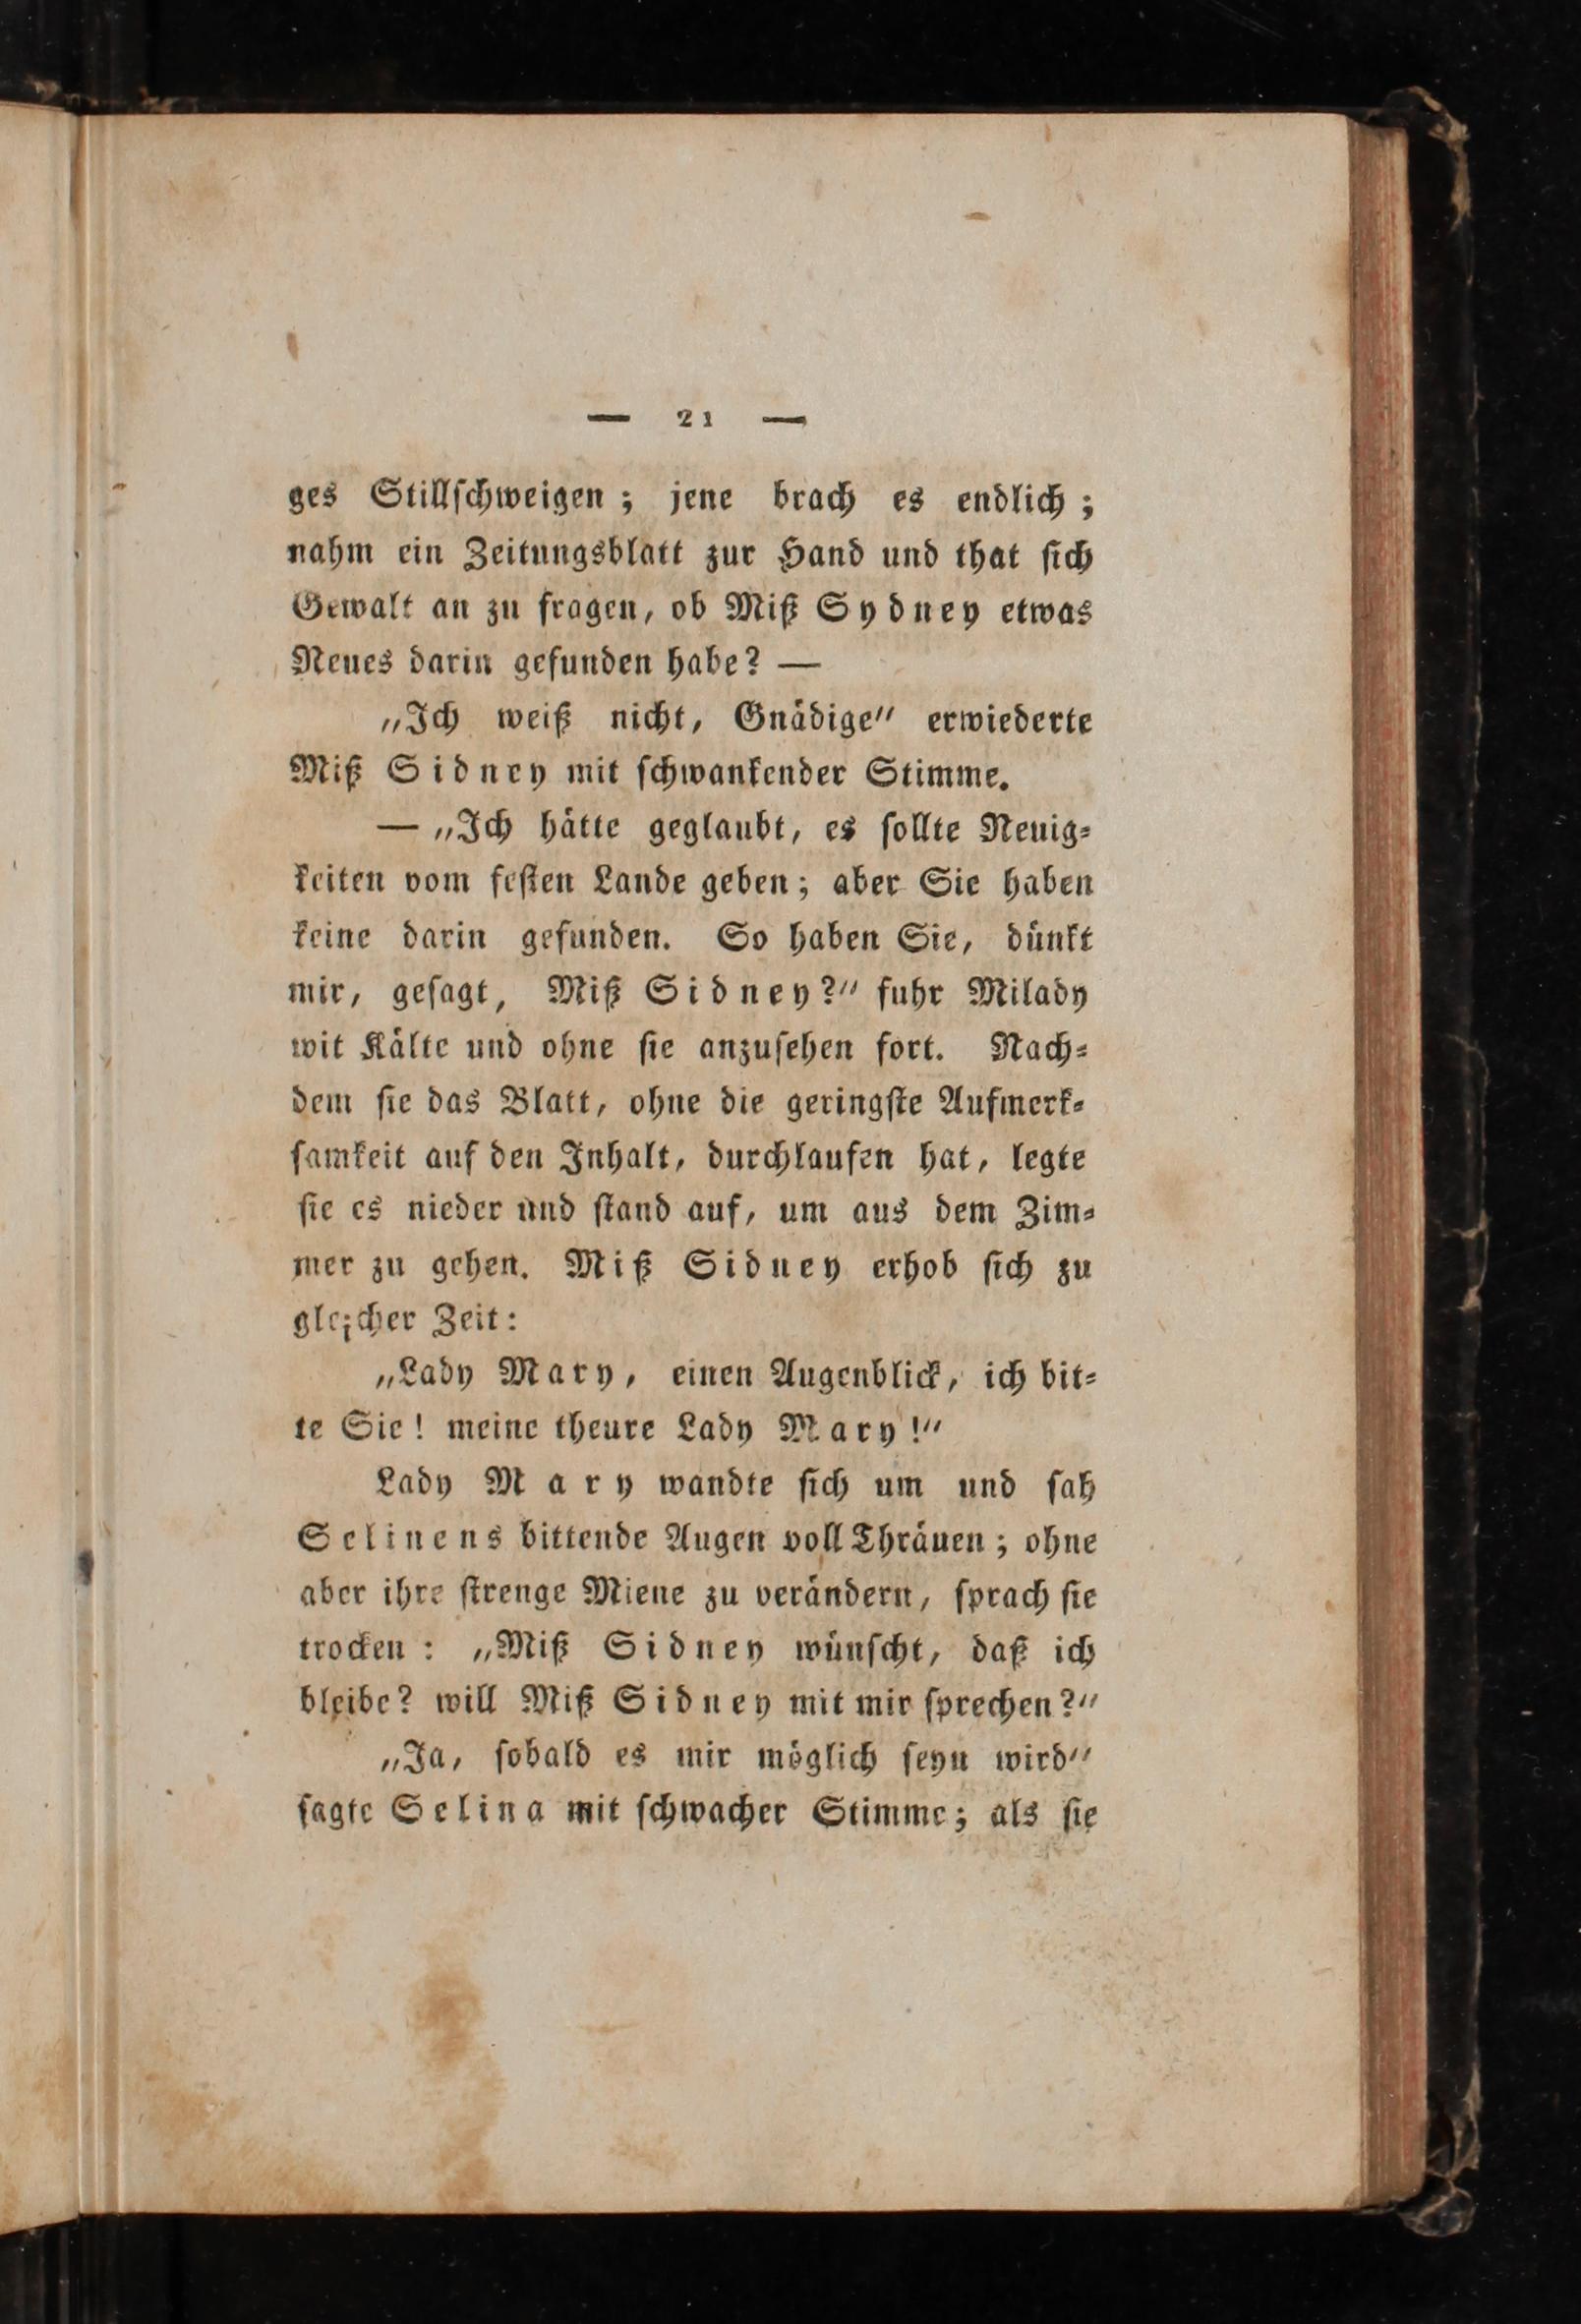 — 21 —
ges Stillſchweigen ; jene brach es endlich ;
nahm ein Zeitungsblatt zur Hand und that ſich
Gewalt an zu fragen, ob Miß Sydney etwas
Neues darin gefunden habe? —
„Ich weiß nicht, Gnädige“ erwiederte
Miß Sidney mit ſchwankender Stimme.
— „Ich hätte geglaubt, es ſollte Neuig⸗
keiten vom feſten Lande geben; aber Sie haben
keine darin gefunden. So haben Sie, dünkt
mir, geſagt, Miß Sidney?“ fuhr Milady
wit Kälte und ohne ſie anzuſehen fort. Nach⸗
dem ſie das Blatt, ohne die geringſte Aufmerk⸗
ſamkeit auf den Inhalt, durchlaufen hat, legte
ſie es nieder und ſtand auf, um aus dem Zim⸗
mer zu gehen. Miß Sidney erhob ſich zu
gleicher Zeit:
„Lady Mary, einen Augenblick, ich bit⸗
te Sie! meine theure Lady Mary!“
Lady Mary wandte ſich um und ſah
Selinens bittende Augen voll Thräuen; ohne
aber ihre ſtrenge Miene zu verändern, ſprach ſie
trocken : „Miß Sidney wünſcht, daß ich
bleibe? will Miß Sidney mit mir ſprechen?“
„Ja, ſobald es mir möglich ſeyn wird“
ſagte Selina mit ſchwacher Stimme; als ſie